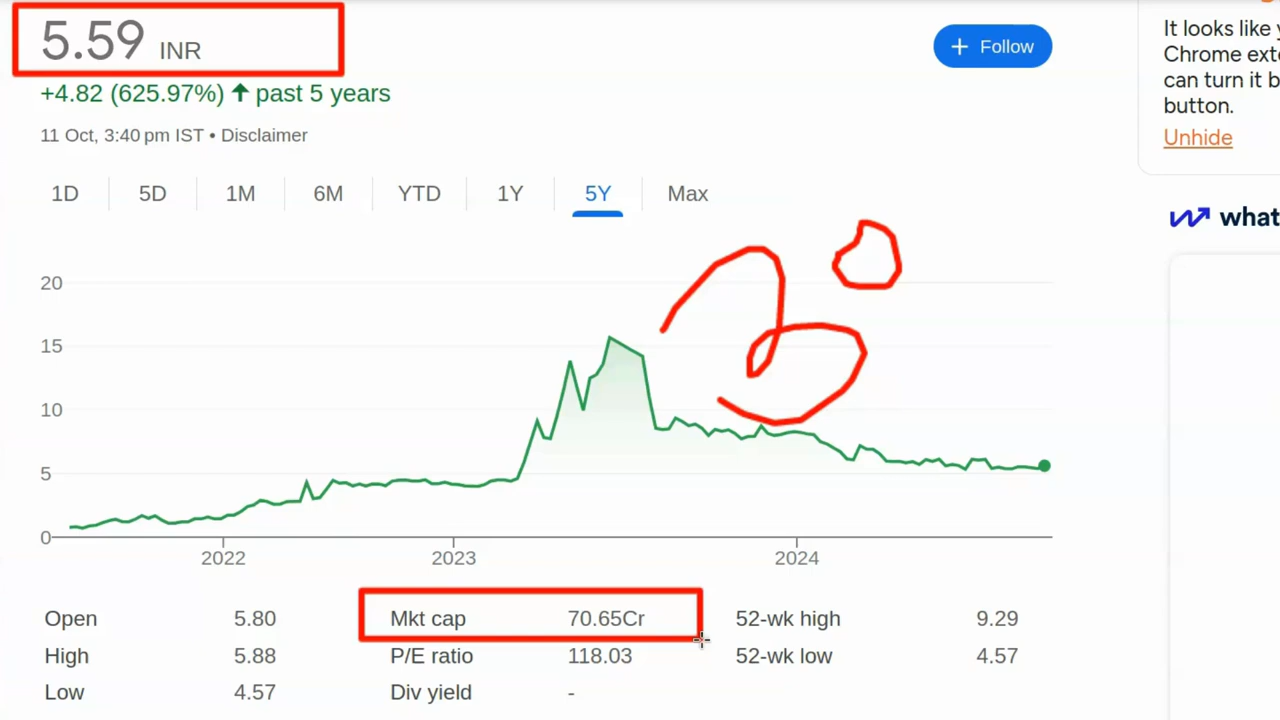 5.59 INR
+ Follow
+4.82 (625.97%) ↑ past 5 years
11 Oct, 3:40 pm IST • Disclaimer
1D 5D 1M 6M YTD 1Y 5Y Max
20
15
10
5
0
2022 2023 2024
Open 5.80 Mkt cap 70.65Cr 52-wk high 9.29
High 5.88 P/E ratio 118.03 52-wk low 4.57
Low 4.57 Div yield -
It looks like
Chrome
can turn it
button.
Unhide
what